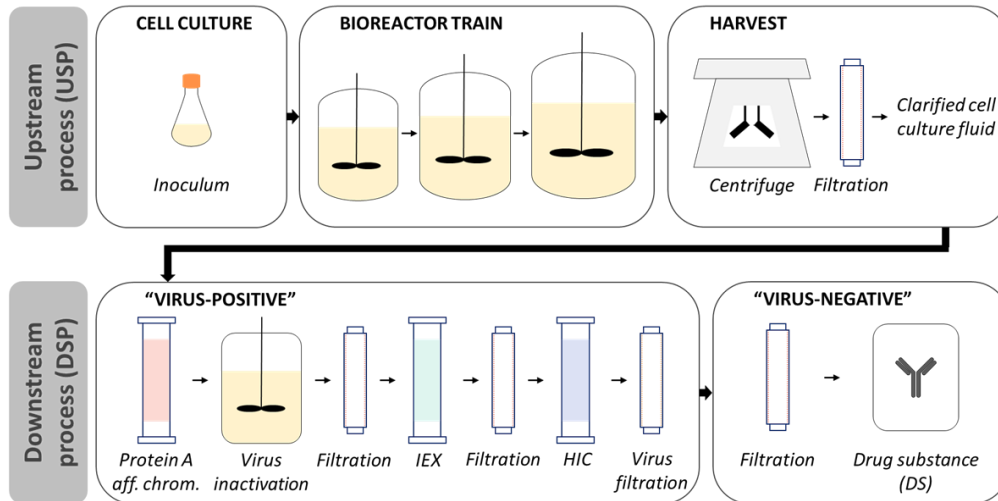 Upstream
process (USP)
CELL CULTURE
Inoculum
BIOREACTOR TRAIN
HARVEST
Centrifuge
Filtration
Clarified cell
culture fluid
Downstream
process (DSP)
“VIRUS-POSITIVE”
Protein A
aff. chrom.
Virus
inactivation
Filtration
IEX
Filtration
HIC
Virus
filtration
“VIRUS-NEGATIVE”
Filtration
Drug substance
(DS)